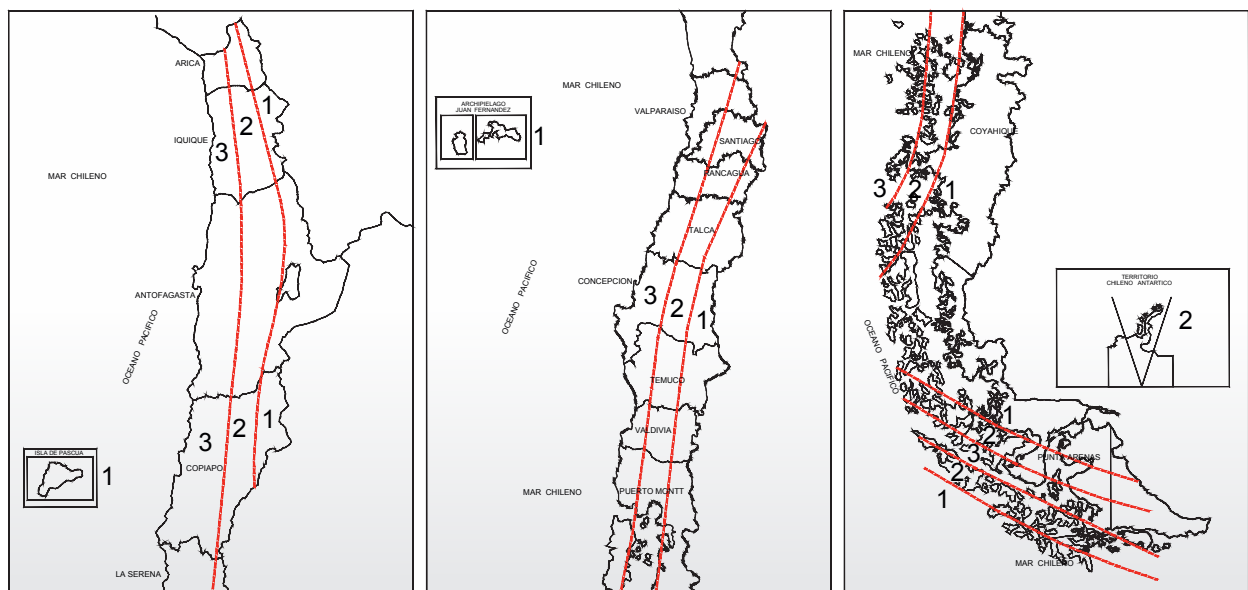 ARICA
1
2
IQUIQUE
3
MAR CHILENO
ANTOFAGASTA
OCEANO PACIFICO
1
2
3
COPIAPO
ISLA DE PASCUA
1
LA SERENA
MAR CHILENO
ARCHIPIELAGO
JUAN FERNANDEZ
1
VALPARAISO
SANTIAGO
RANCAGUA
TALCA
OCEANO PACIFICO
CONCEPCION
3
2
1
TEMUCO
VALDIVIA
MAR CHILENO
PUERTO MONTT
MAR CHILENO
COYAHIQUE
3
2
1
TERRITORIO
CHILENO ANTARTICO
2
OCEANO PACIFICO
1
2
3
PUNTA ARENAS
2
1
MAR CHILENO